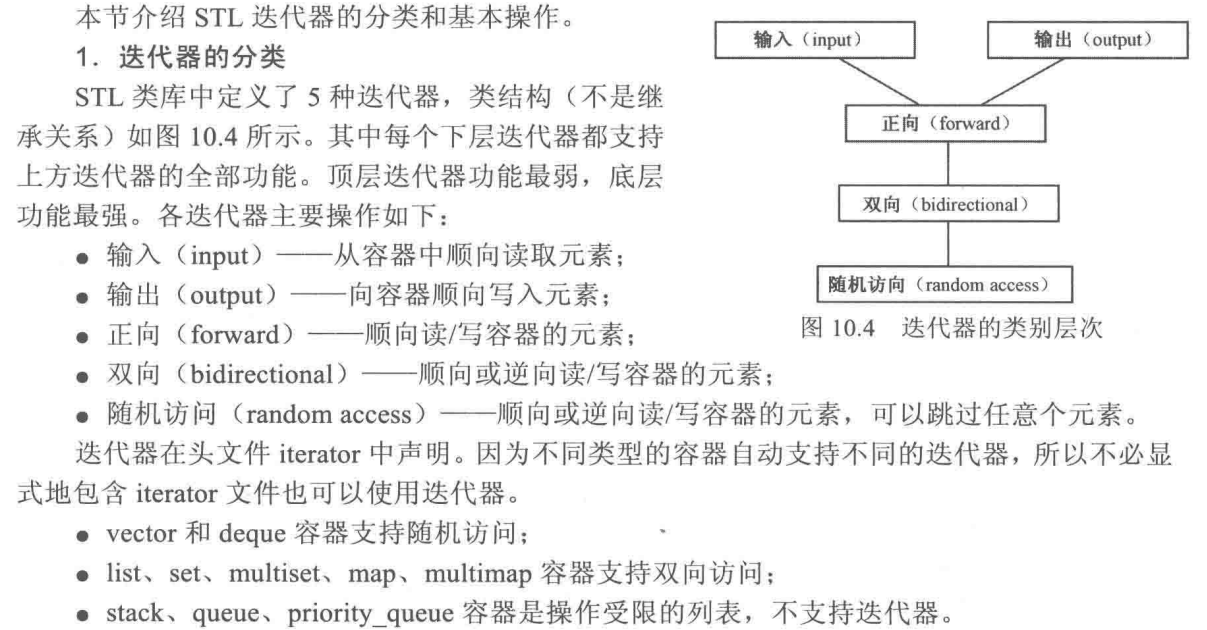 本节介绍 STL 迭代器的分类和基本操作。
1．迭代器的分类
STL 类库中定义了 5 种迭代器，类结构（不是继
承关系）如图 10.4 所示。其中每个下层迭代器都支持
上方迭代器的全部功能。顶层迭代器功能最弱，底层
功能最强。各迭代器主要操作如下：
● 输入（input）——从容器中顺向读取元素；
● 输出（output）——向容器顺向写入元素；
● 正向（forward）——顺向读/写容器的元素；
输入（input）
输出（output）
正向（forward）
双向（bidirectional）
随机访向（random access）
图 10.4 迭代器的类别层次
● 双向（bidirectional）——顺向或逆向读/写容器的元素；
● 随机访问（random access）——顺向或逆向读/写容器的元素，可以跳过任意个元素。
迭代器在头文件 iterator 中声明。因为不同类型的容器自动支持不同的迭代器，所以不必显
式地包含 iterator 文件也可以使用迭代器。
● vector 和 deque 容器支持随机访问；
● list、set、multiset、map、multimap 容器支持双向访问；
● stack、queue、priority_queue 容器是操作受限的列表，不支持迭代器。